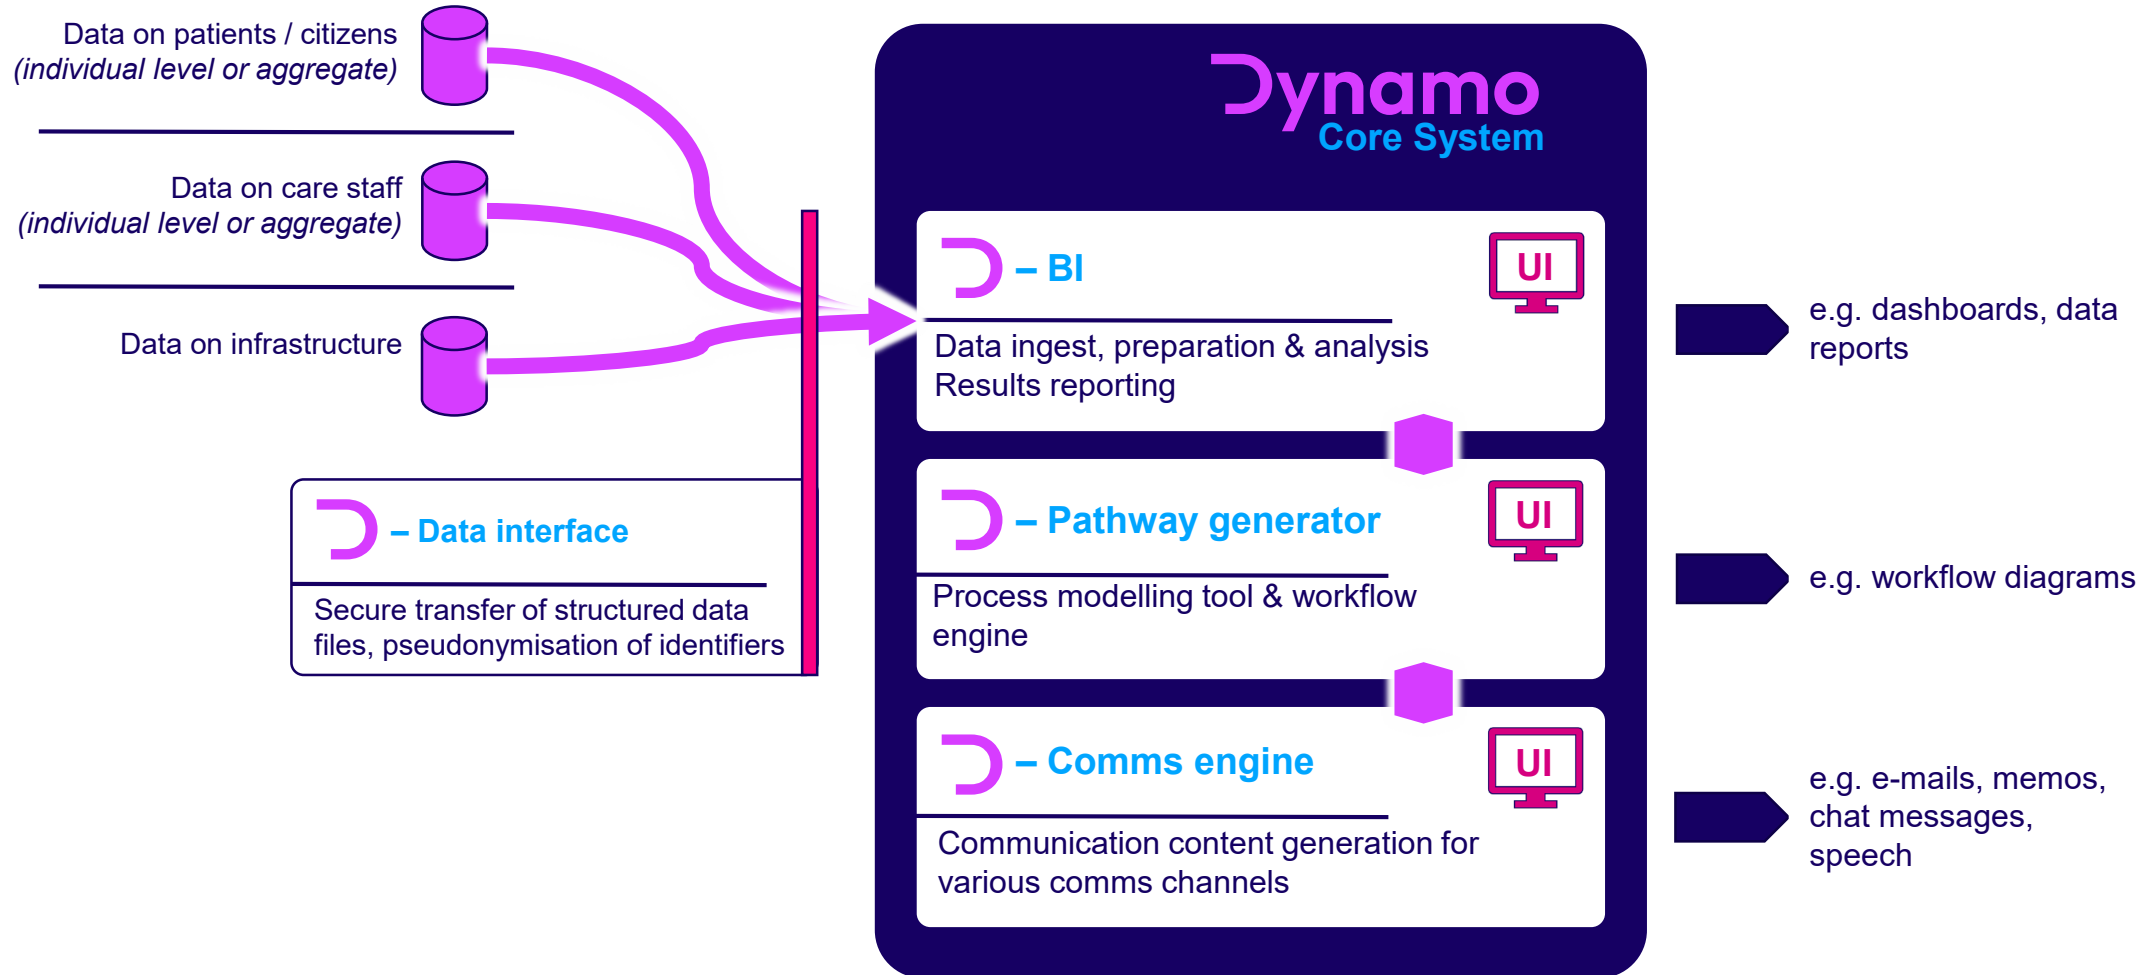 Data on patients / citizens
(individual level or aggregate)
Data on care staff
(individual level or aggregate)
Data on infrastructure
D – Data interface
Secure transfer of structured data
files, pseudonymisation of identifiers
Dynamo
Core System
D – BI
UI
Data ingest, preparation & analysis
Results reporting
D – Pathway generator
UI
Process modelling tool & workflow
engine
D – Comms engine
UI
Communication content generation for
various comms channels
e.g. dashboards, data
reports
e.g. workflow diagrams
e.g. e-mails, memos,
chat messages,
speech